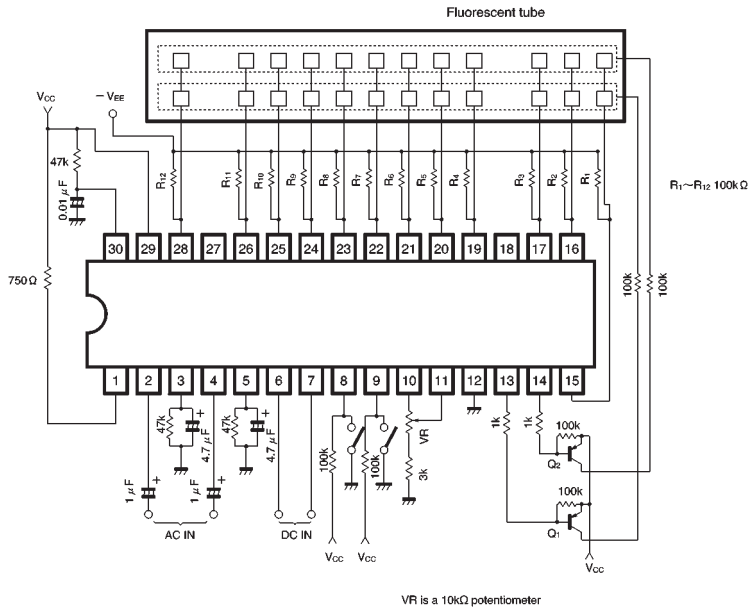 Fluorescent tube
VCC
− VEE
47k
0.01 μF
R12
R11
R10
R9
R8
R7
R6
R5
R4
R3
R2
R1
R1～R12 100kΩ
30 29 28 27 26 25 24 23 22 21 20 19 18 17 16
750Ω
100k
100k
1 2 3 4 5 6 7 8 9 10 11 12 13 14 15
47k
+
4.7 μF
47k
+
4.7 μF
100k
100k
VR
3k
1k
1k
100k
Q2
1 μF
+
1 μF
+
100k
Q1
AC IN
DC IN
VCC
VCC
VCC
VR is a 10kΩ potentiometer